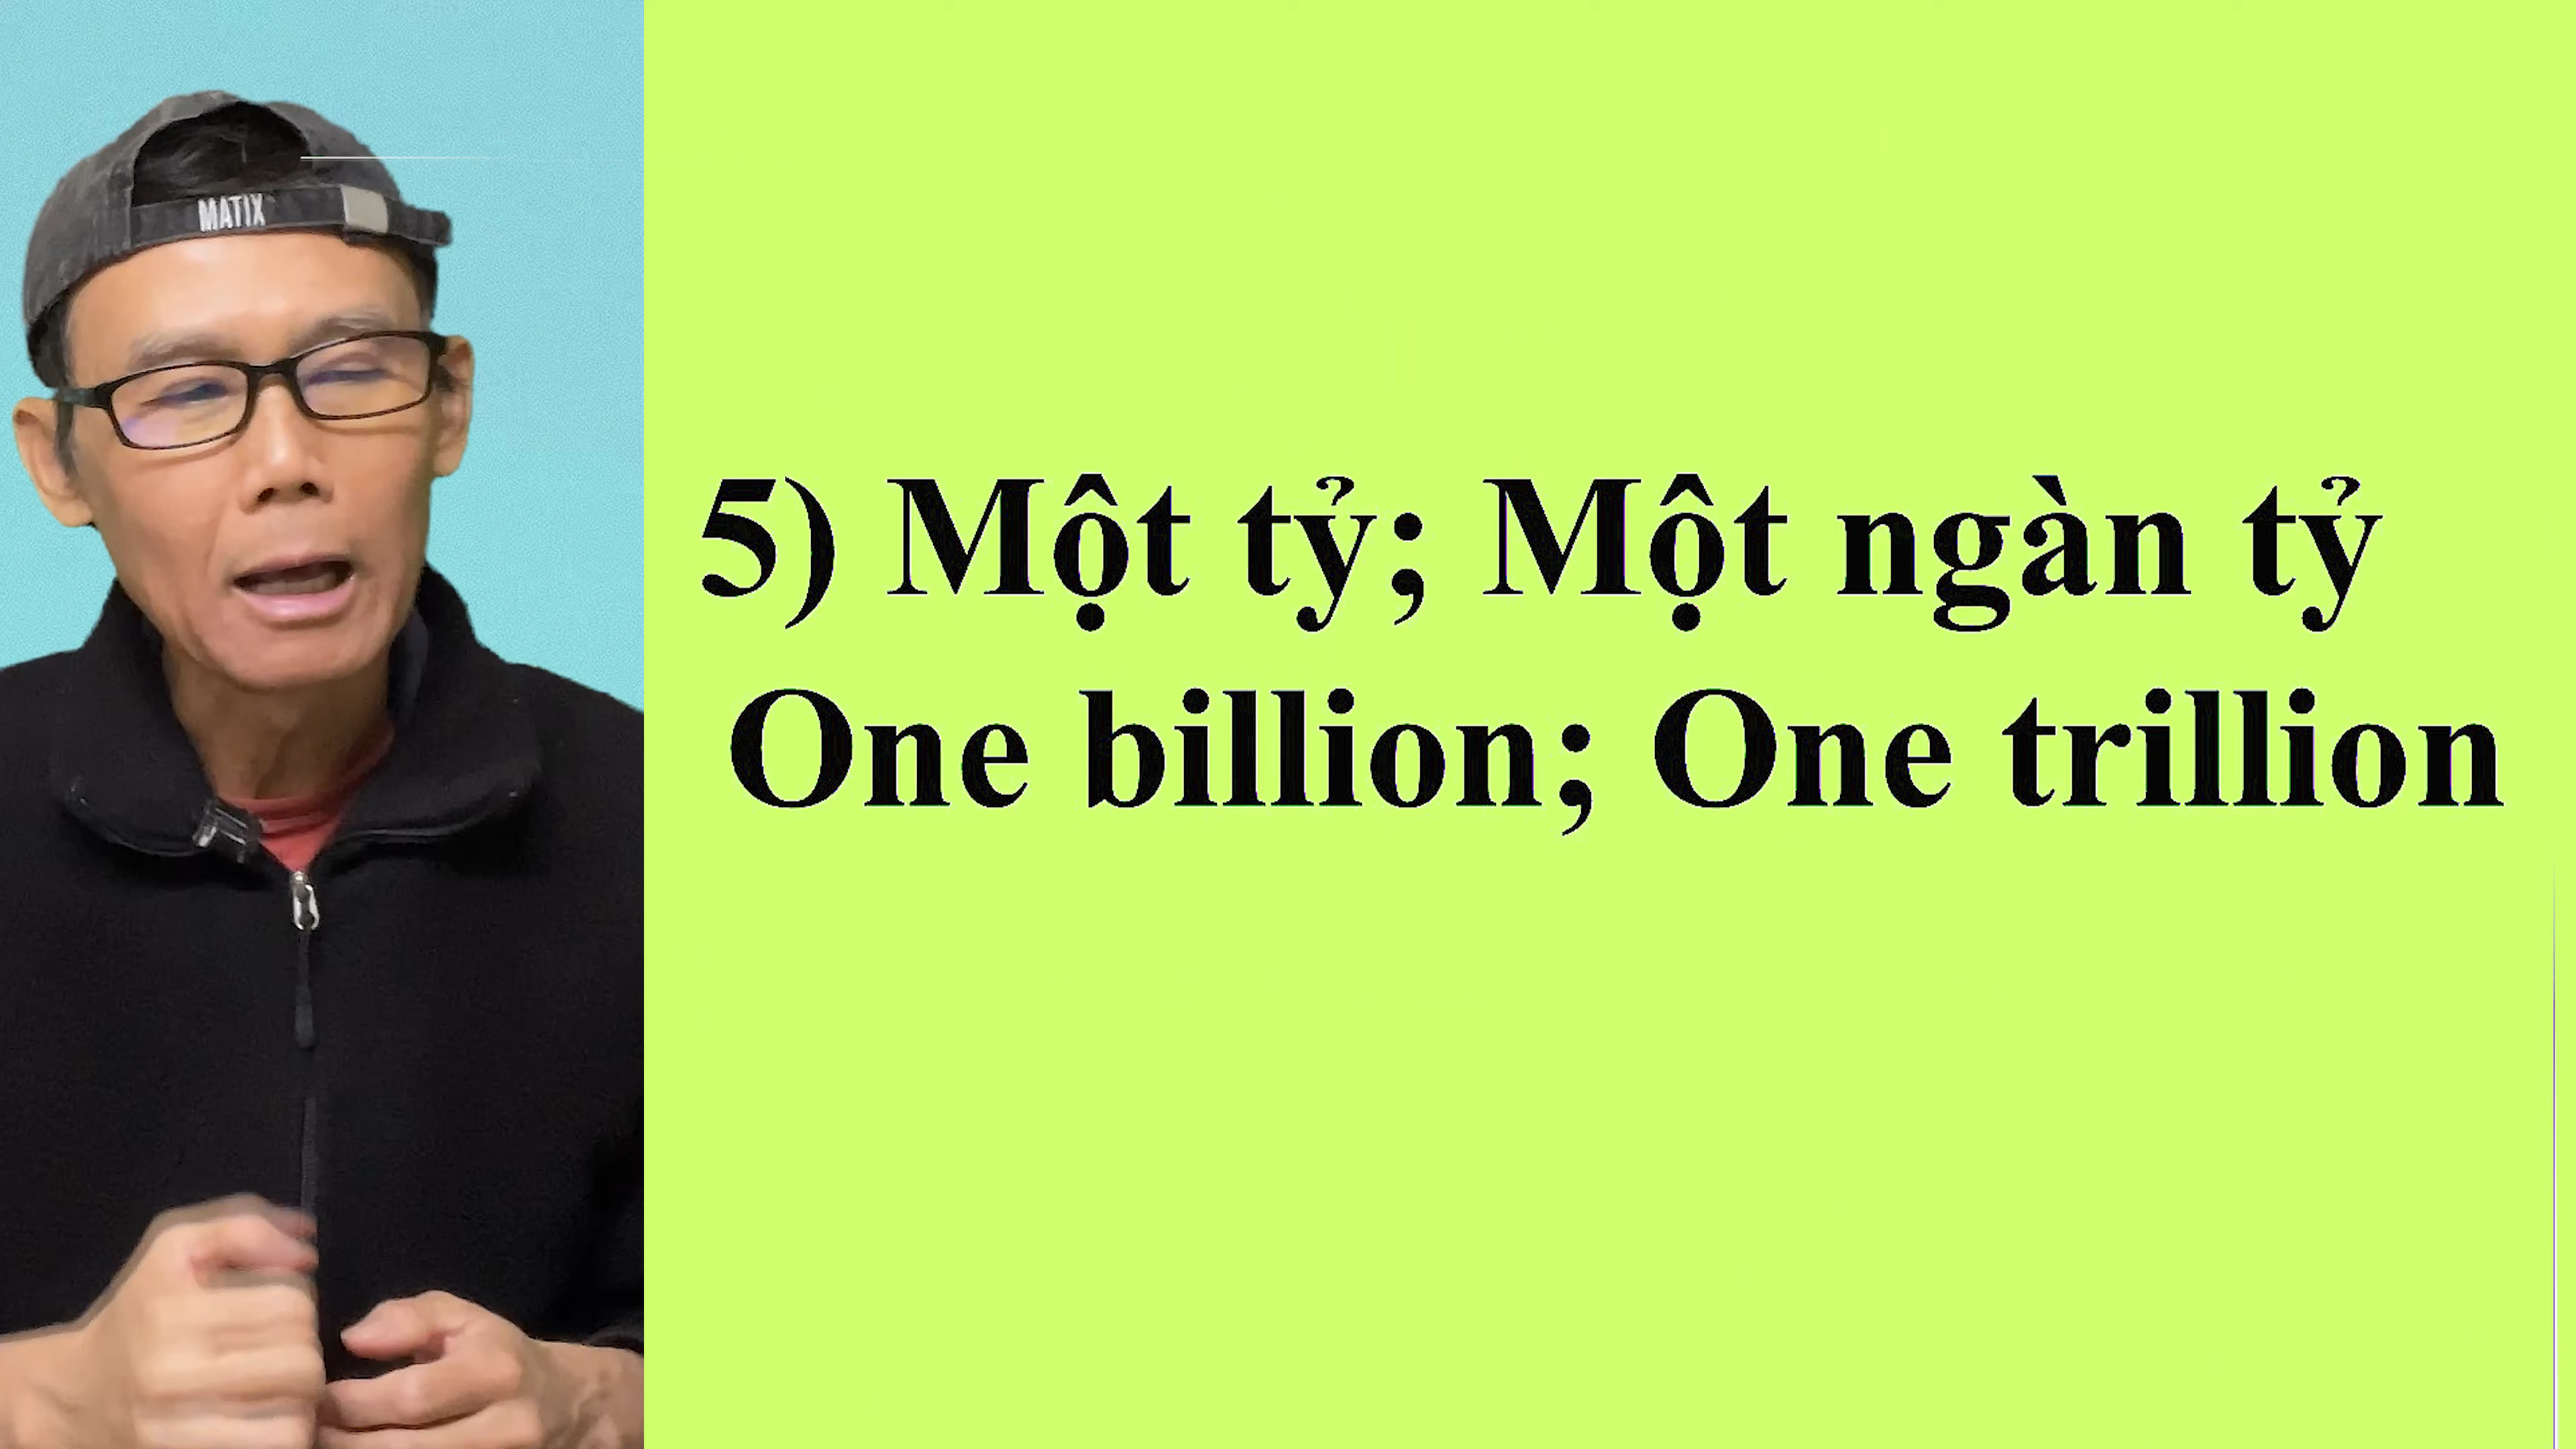 MATIX
5) Một tỷ; Một ngàn tỷ
One billion; One trillion